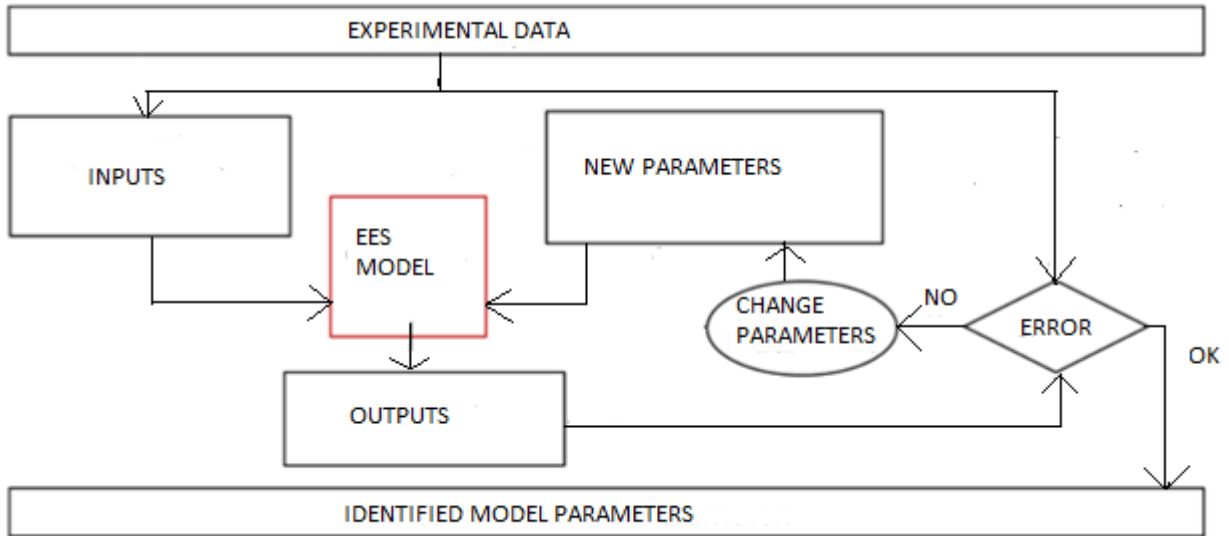 EXPERIMENTAL DATA
INPUTS
NEW PARAMETERS
EES
MODEL
CHANGE
PARAMETERS
NO
ERROR
OK
OUTPUTS
IDENTIFIED MODEL PARAMETERS